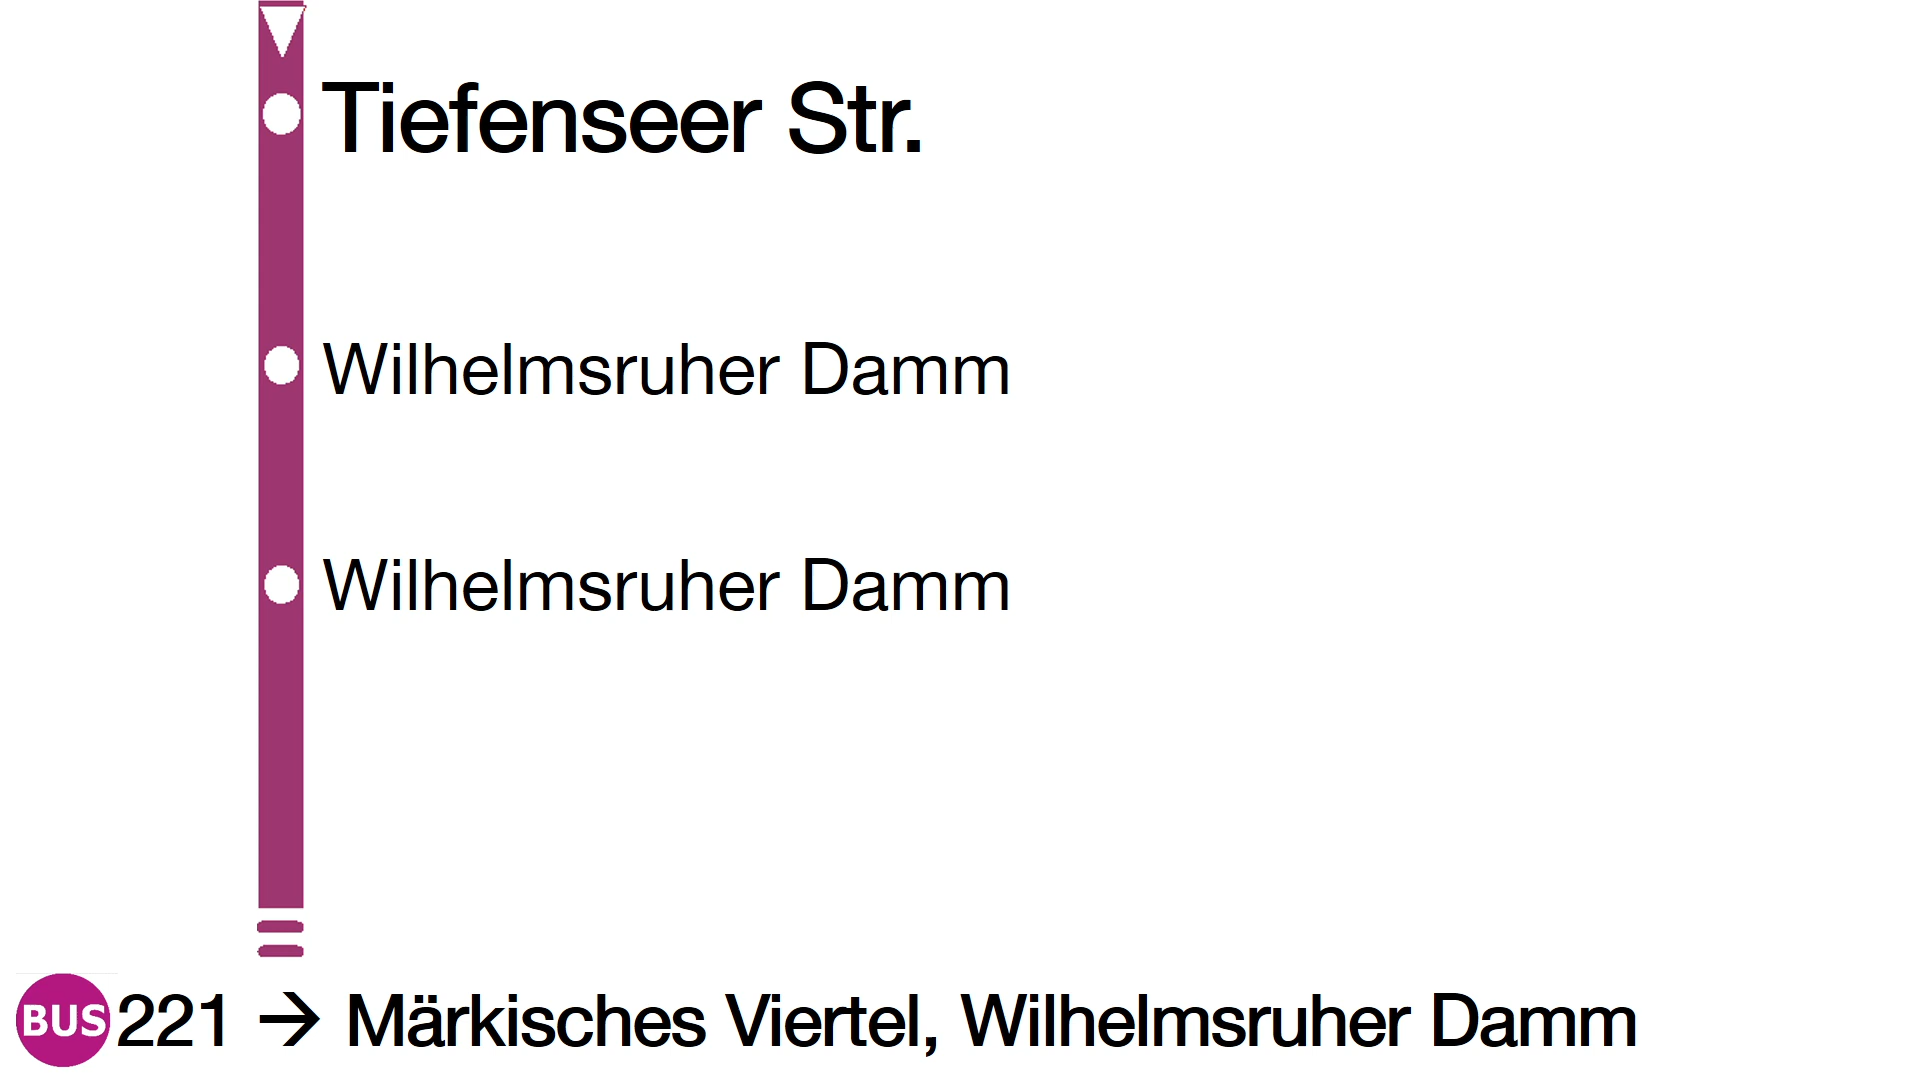 Tiefenseer Str.
Wilhelmsruher Damm
Wilhelmsruher Damm
BUS 221 → Märkisches Viertel, Wilhelmsruher Damm